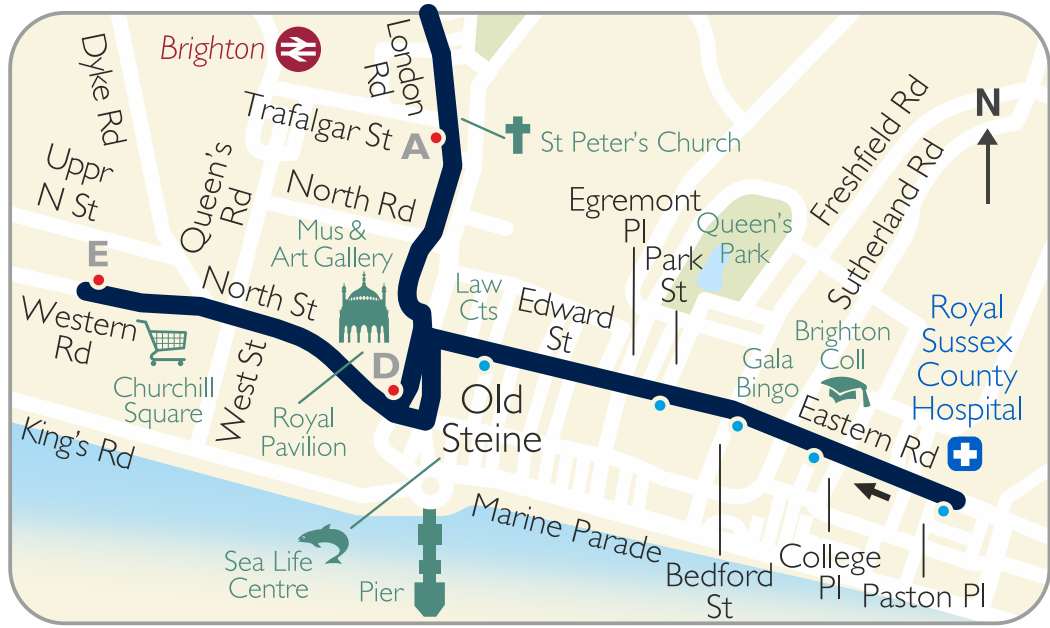 Dyke Rd
Brighton
London
Rd
Trafalgar St
A
St Peter's Church
N
Uppr
N St
Queen's
Rd
North Rd
Egremont
Pl
Freshfield Rd
Sutherland Rd
Mus &
Art Gallery
Queen's
Park
Park
St
E
North St
Law
Cts
Edward
St
Royal
Sussex
County
Hospital
Western
Rd
Brighton
Coll
Gala
Bingo
D
Churchill
Square
West St
Royal
Pavilion
Old
Steine
Eastern Rd
King's Rd
Marine Parade
Sea Life
Centre
Pier
Bedford
St
College
Pl
Paston Pl